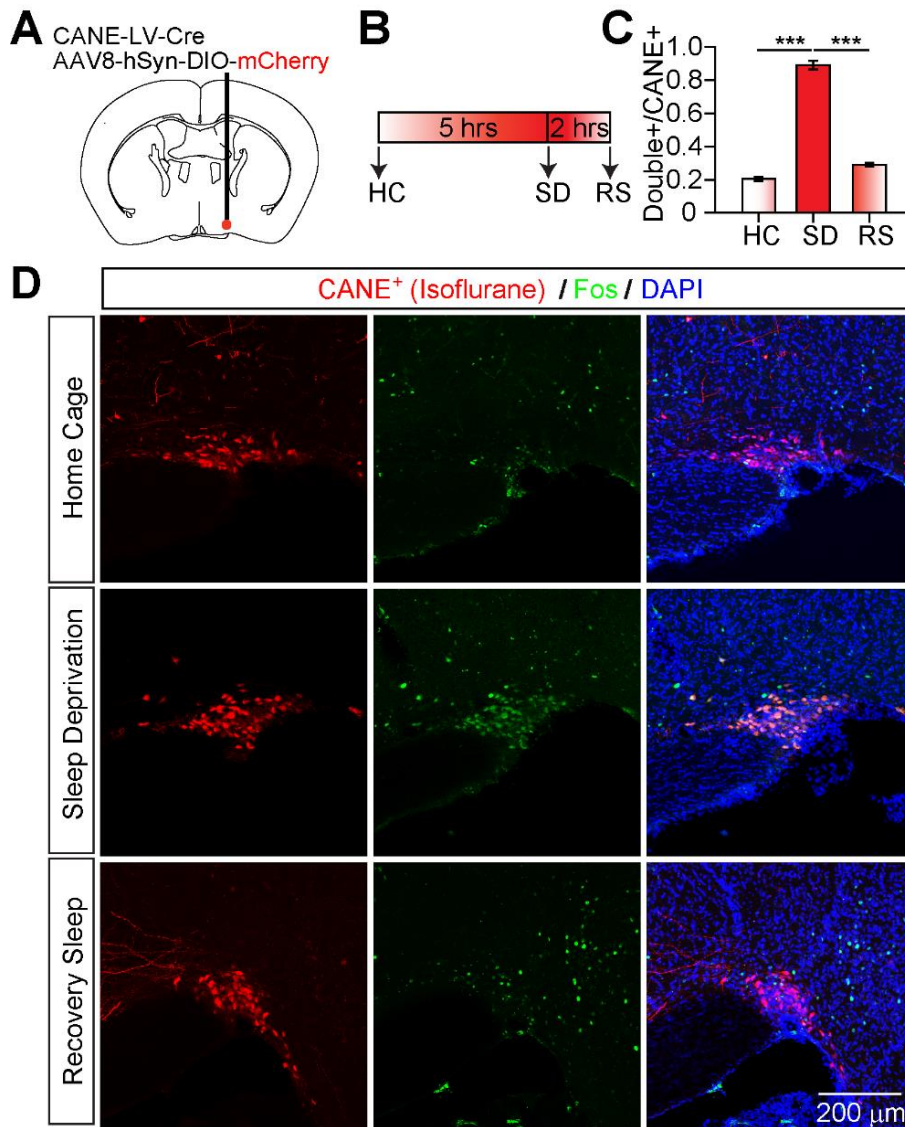 A
CANE-LV-Cre
AAV8-hSyn-DIO-mCherry
B
5 hrs
2 hrs
HC
SD
RS
C
Double+/CANE+
1.0
0.8
0.6
0.4
0.2
0
***
***
HC
SD
RS
D
CANE⁺ (Isoflurane) / Fos / DAPI
Home Cage
Sleep Deprivation
Recovery Sleep
200 μm